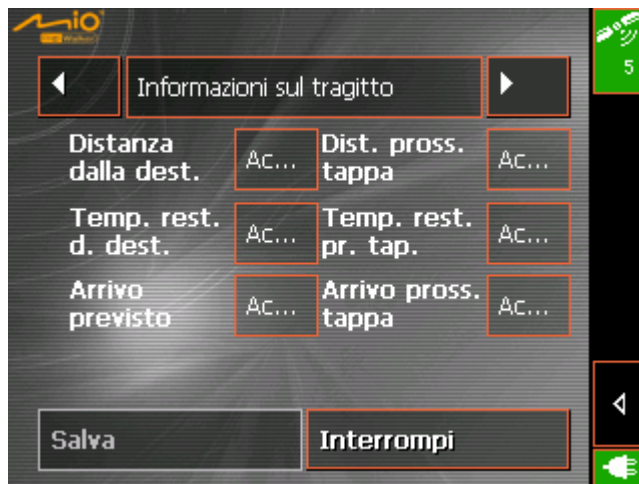 Mio
5
Informazioni sul tragitto
Distanza
dalla dest.
Ac...
Dist. pross.
tappa
Ac...
Temp. rest.
d. dest.
Ac...
Temp. rest.
pr. tap.
Ac...
Arrivo
previsto
Ac...
Arrivo pross.
tappa
Ac...
Salva
Interrompi